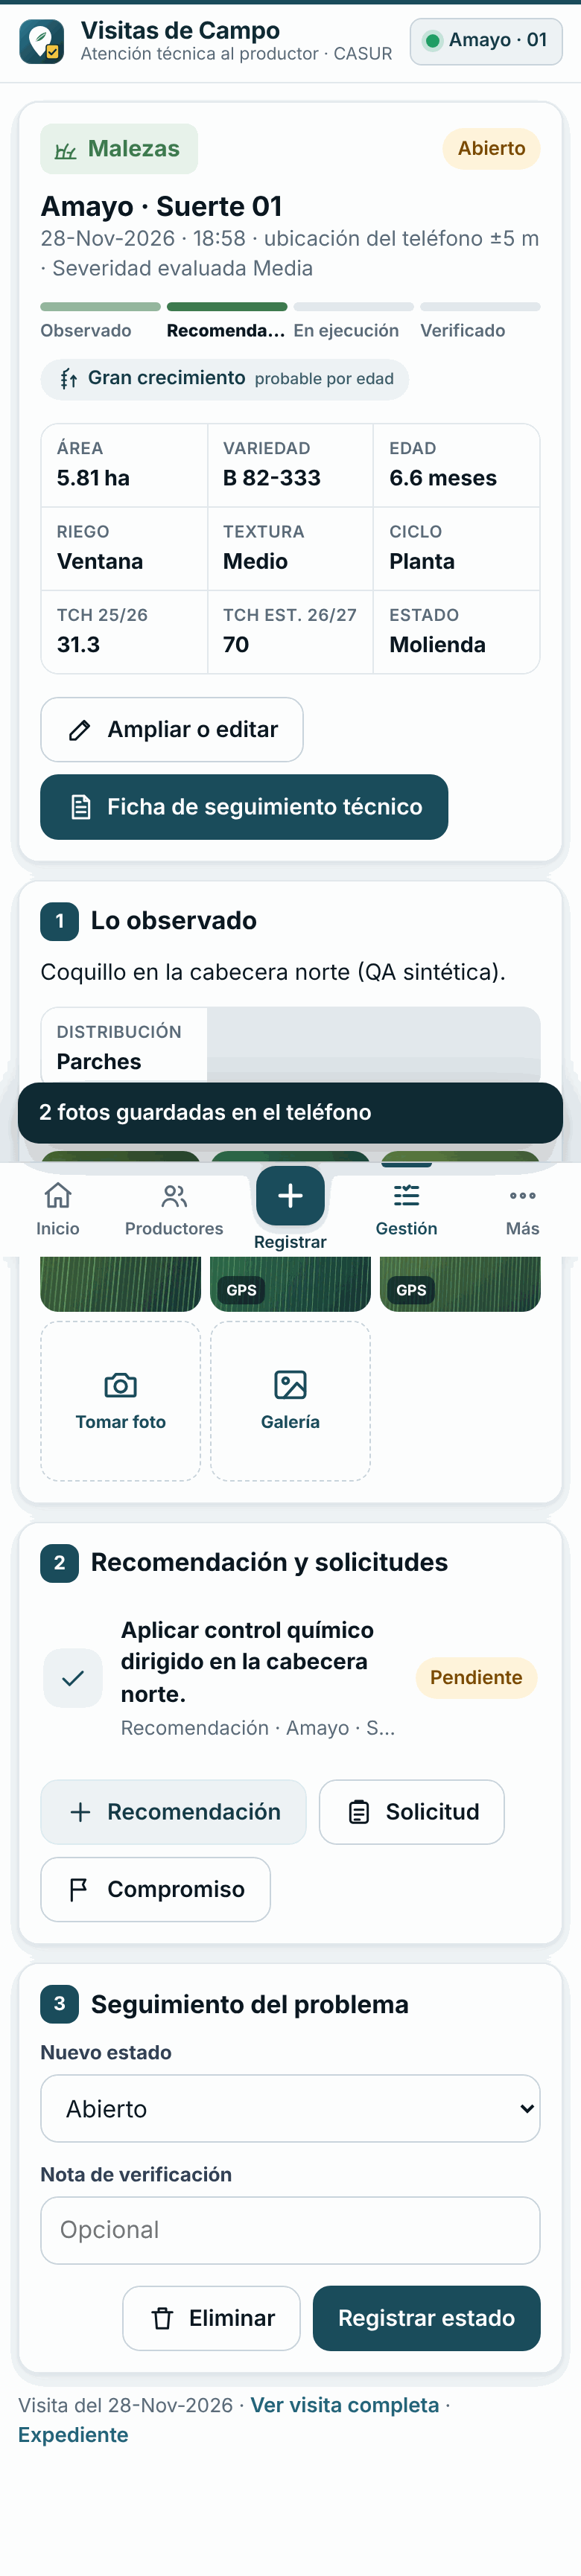 Visitas de Campo
Atención técnica al productor · CASUR
Amayo · 01
Malezas
Abierto
Amayo · Suerte 01
28-Nov-2026 · 18:58 · ubicación del teléfono ±5 m
· Severidad evaluada Media
Observado
Recomenda...
En ejecución
Verificado
Gran crecimiento probable por edad
ÁREA
5.81 ha
VARIEDAD
B 82-333
EDAD
6.6 meses
RIEGO
Ventana
TEXTURA
Medio
CICLO
Planta
TCH 25/26
31.3
TCH EST. 26/27
70
ESTADO
Molienda
Ampliar o editar
Ficha de seguimiento técnico
1 Lo observado
Coquillo en la cabecera norte (QA sintética).
DISTRIBUCIÓN
Parches
2 fotos guardadas en el teléfono
Inicio
Productores
Registrar
Gestión
Más
GPS
GPS
Tomar foto
Galería
2 Recomendación y solicitudes
Aplicar control químico
dirigido en la cabecera
norte.
Recomendación · Amayo · S...
Pendiente
Recomendación
Solicitud
Compromiso
3 Seguimiento del problema
Nuevo estado
Abierto
Nota de verificación
Opcional
Eliminar
Registrar estado
Visita del 28-Nov-2026 · Ver visita completa ·
Expediente